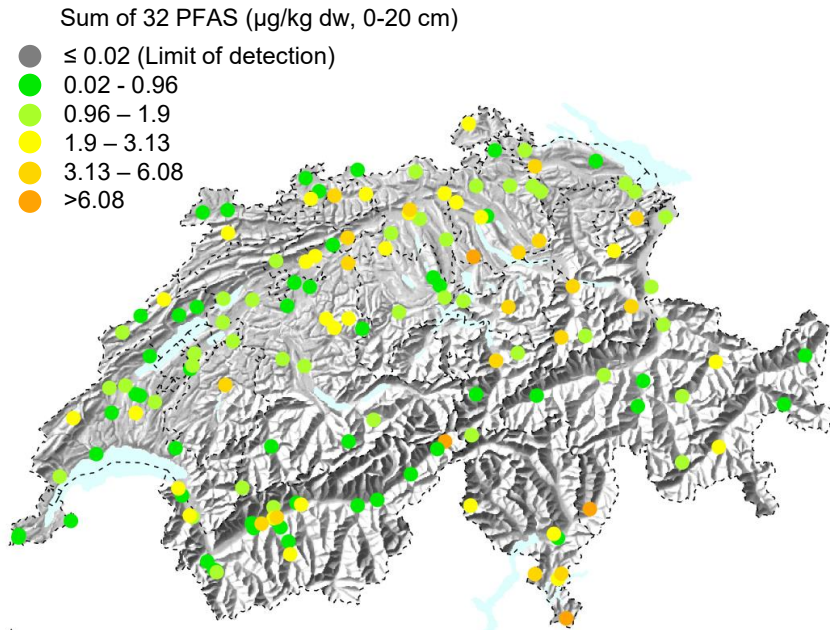 Sum of 32 PFAS (µg/kg dw, 0-20 cm)
≤ 0.02 (Limit of detection)
0.02 - 0.96
0.96 – 1.9
1.9 – 3.13
3.13 – 6.08
>6.08